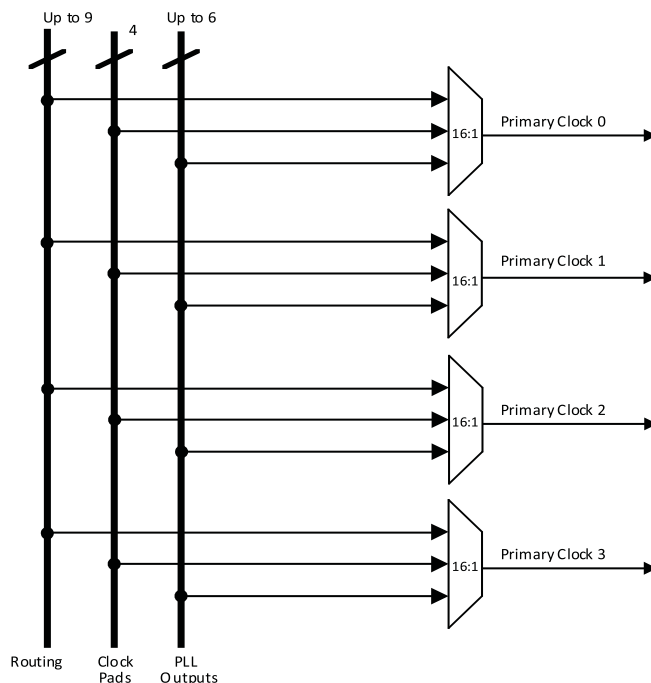 Up to 9
4
Up to 6
16:1
Primary Clock 0
16:1
Primary Clock 1
16:1
Primary Clock 2
16:1
Primary Clock 3
Routing
Clock
Pads
PLL
Outputs